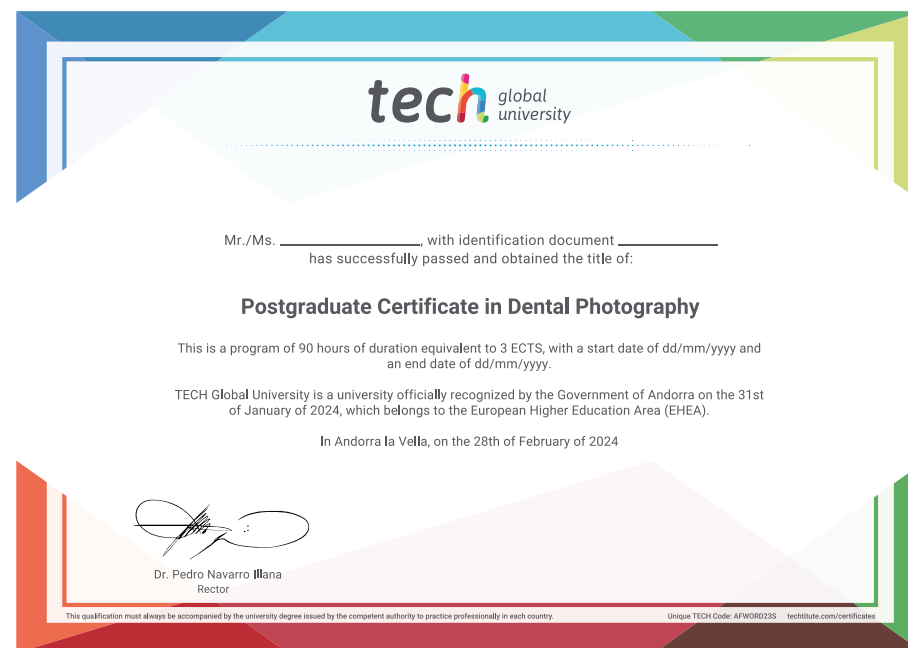 tech global
university
Mr./Ms. ____________________, with identification document ______________
has successfully passed and obtained the title of:
Postgraduate Certificate in Dental Photography
This is a program of 90 hours of duration equivalent to 3 ECTS, with a start date of dd/mm/yyyy and
an end date of dd/mm/yyyy.
TECH Global University is a university officially recognized by the Government of Andorra on the 31st
of January of 2024, which belongs to the European Higher Education Area (EHEA).
In Andorra la Vella, on the 28th of February of 2024
Dr. Pedro Navarro Illana
Rector
This qualification must always be accompanied by the university degree issued by the competent authority to practice professionally in each country.
Unique TECH Code: AFWORD23S techtitute.com/certificates